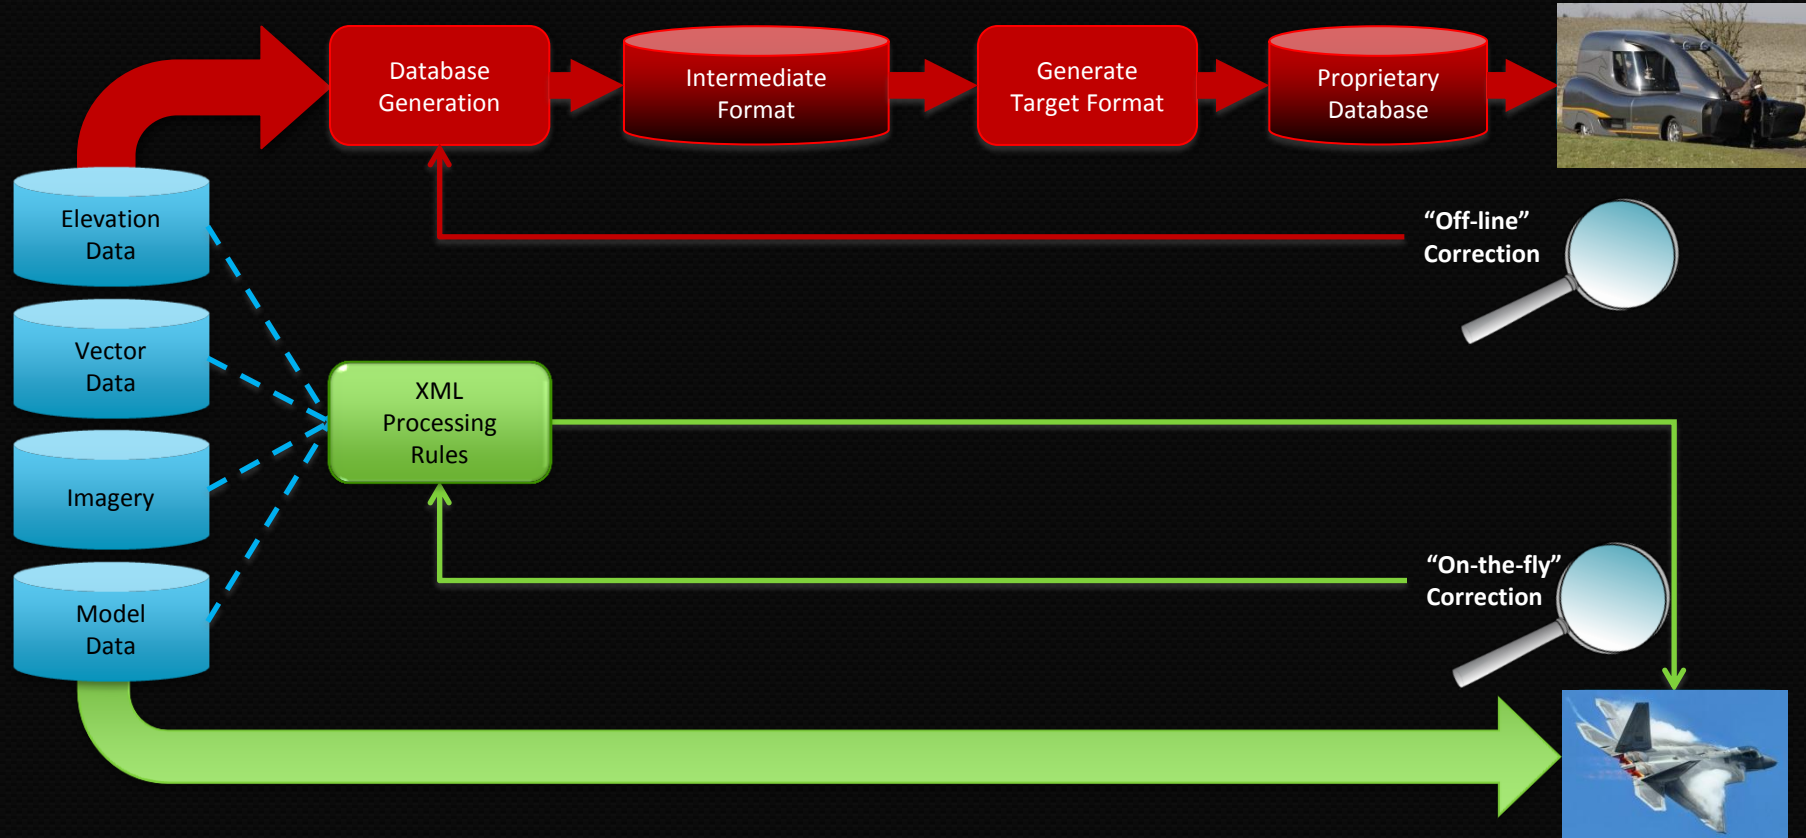 Database
Generation
Intermediate
Format
Generate
Target Format
Proprietary
Database
Elevation
Data
“Off-line”
Correction
Vector
Data
XML
Processing
Rules
Imagery
“On-the-fly”
Correction
Model
Data